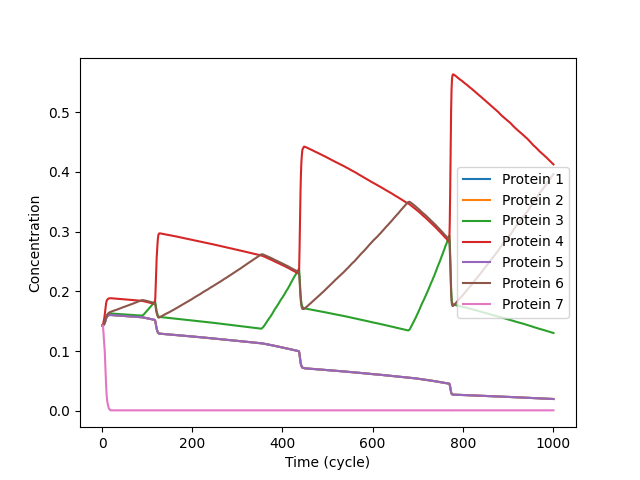 0.5
0.4
0.3
0.2
0.1
0.0
Concentration
Protein 1
Protein 2
Protein 3
Protein 4
Protein 5
Protein 6
Protein 7
0 200 400 600 800 1000
Time (cycle)